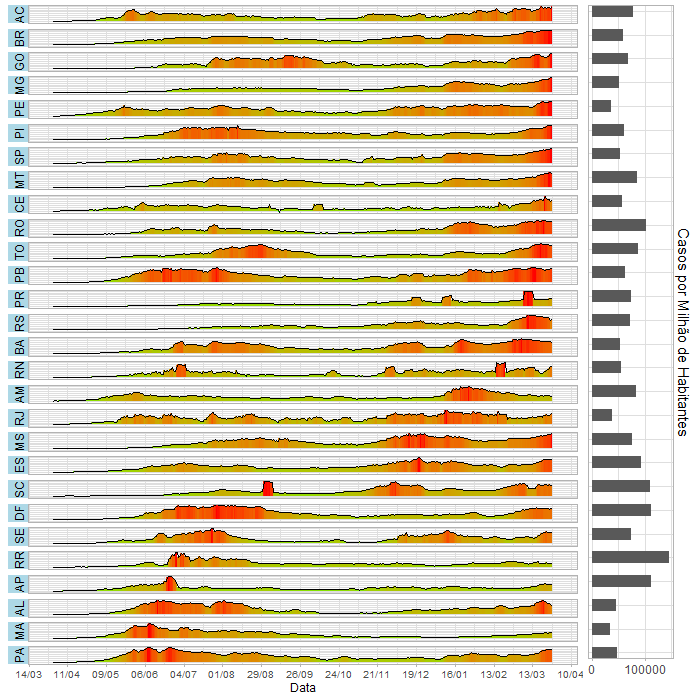 AC
BR
GO
MG
PE
PI
SP
MT
CE
RO
TO
PB
PR
RS
BA
RN
AM
RJ
MS
ES
SC
DF
SE
RR
AP
AL
MA
PA
14/03 11/04 09/05 06/06 04/07 01/08 29/08 26/09 24/10 21/11 19/12 16/01 13/02 13/03 10/04
Data
0 100000
Casos por Milhão de Habitantes